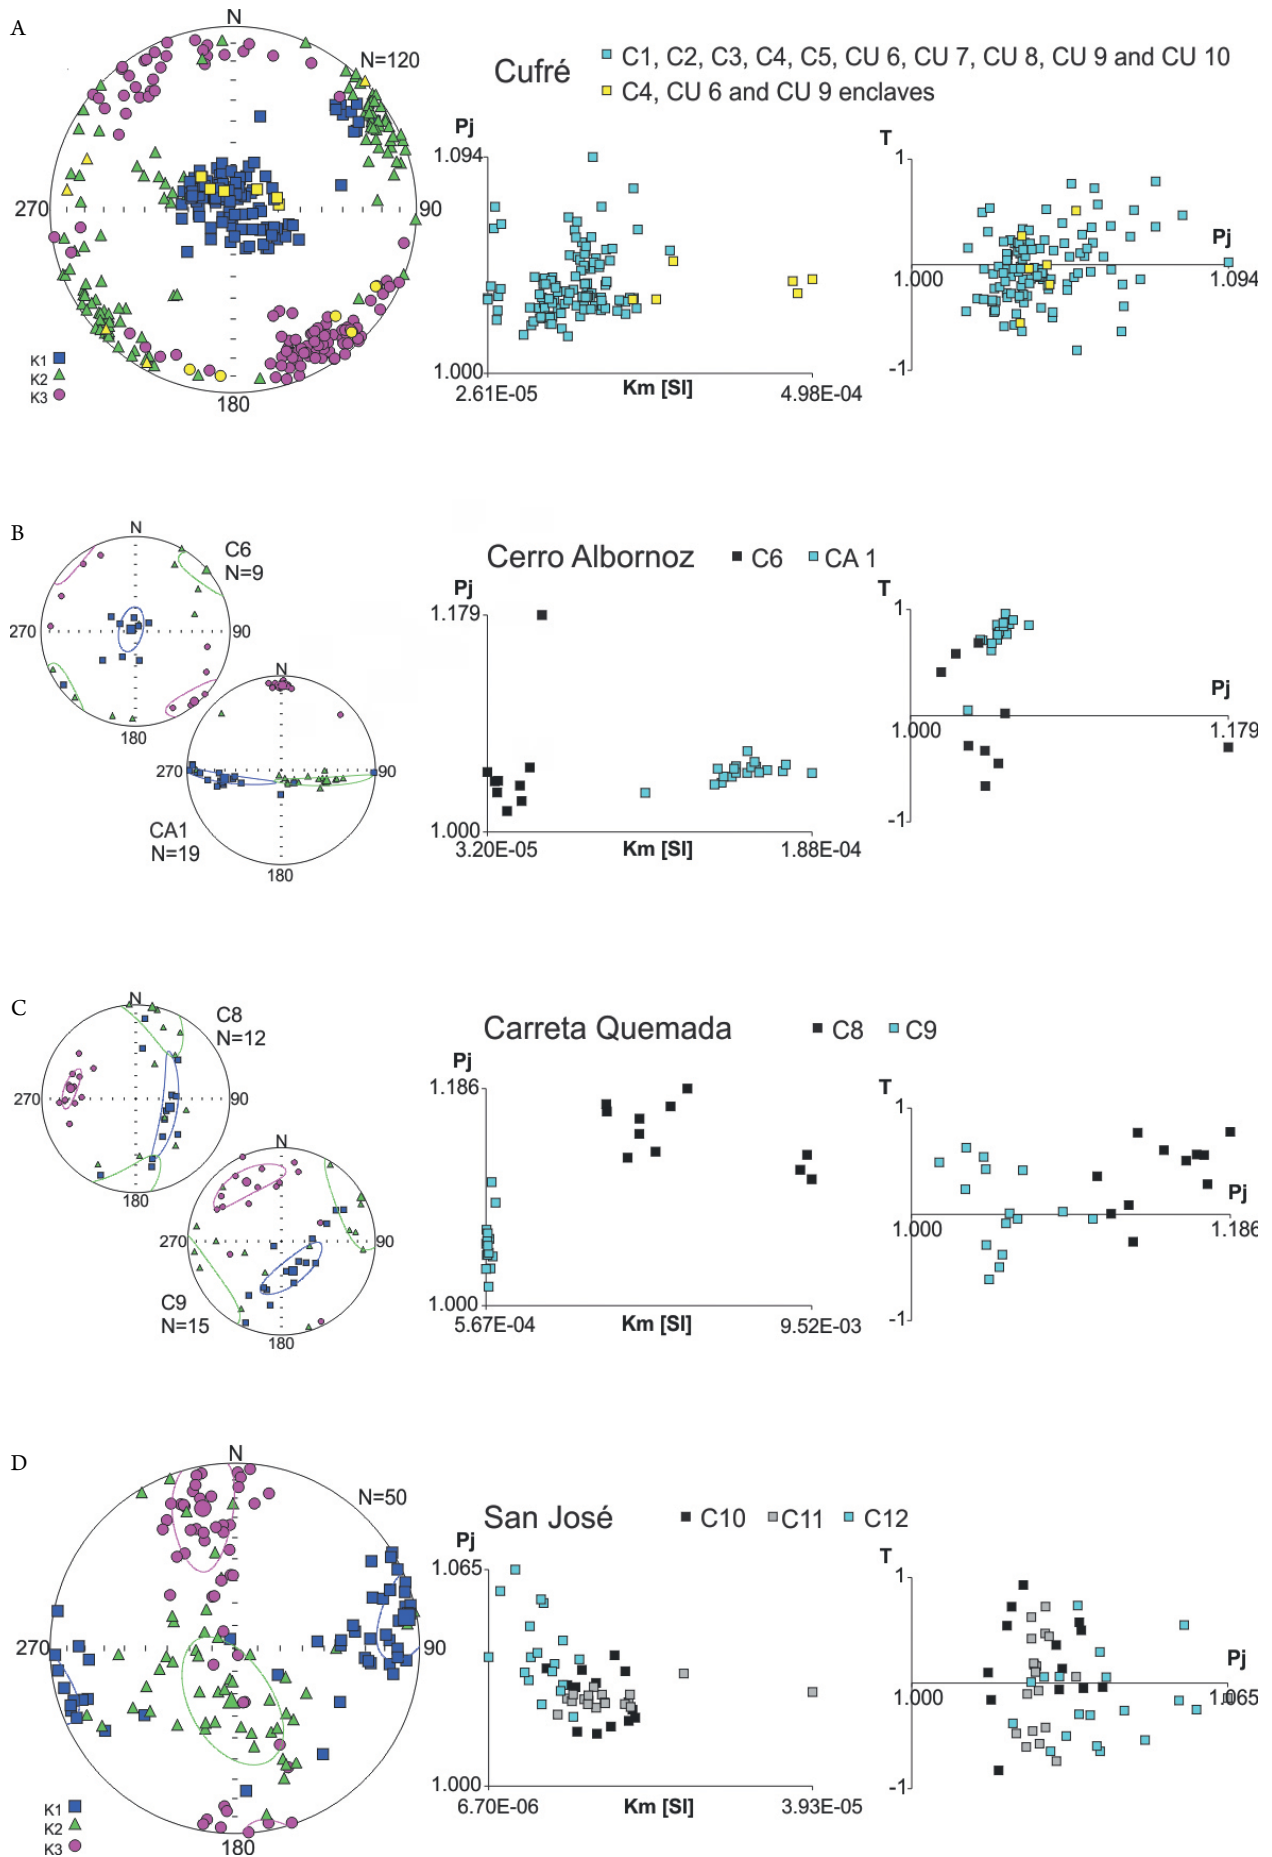 A
N
N=120
270
90
180
K1
K2
K3
Cufré
C1, C2, C3, C4, C5, CU 6, CU 7, CU 8, CU 9 and CU 10
C4, CU 6 and CU 9 enclaves
Pj
1.094
1.000
2.61E-05
Km [SI]
4.98E-04
T
1
Pj
1.000
1.094
-1
B
N
C6
N=9
270
90
180
N
270
90
CA1
N=19
180
Cerro Albornoz
C6
CA 1
Pj
1.179
1.000
3.20E-05
Km [SI]
1.88E-04
T
1
Pj
1.000
1.179
-1
C
N
C8
N=12
270
90
180
N
270
90
C9
N=15
180
Carreta Quemada
C8
C9
Pj
1.186
1.000
5.67E-04
Km [SI]
9.52E-03
T
1
Pj
1.000
1.186
-1
D
N
N=50
270
90
180
K1
K2
K3
San José
C10
C11
C12
Pj
1.065
1.000
6.70E-06
Km [SI]
3.93E-05
T
1
Pj
1.000
1.065
-1